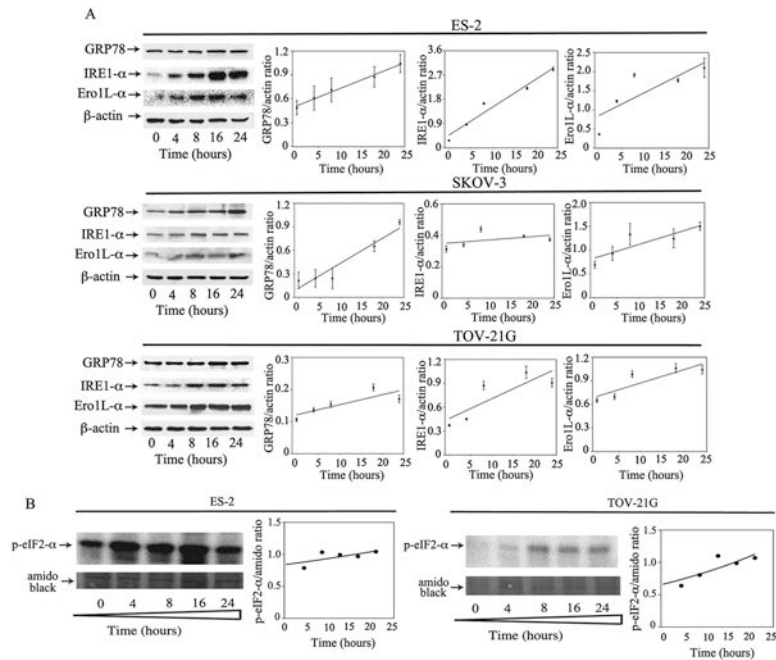 A
ES-2
GRP78
IRE1-α
Ero1L-α
β-actin
0 4 8 16 24
Time (hours)
GRP78/actin ratio
1.2
0.9
0.6
0.3
0
0 5 10 15 20 25
Time (hours)
IRE1-α/actin ratio
3.6
2.7
1.8
0.9
0
0 5 10 15 20 25
Time (hours)
Ero1L-α/actin ratio
2.5
2.0
1.5
1.0
0.5
0
0 5 10 15 20 25
Time (hours)
SKOV-3
GRP78
IRE1-α
Ero1L-α
β-actin
0 4 8 16 24
Time (hours)
GRP78/actin ratio
1.2
0.9
0.6
0.3
0
0 5 10 15 20 25
Time (hours)
IRE1-α/actin ratio
0.6
0.4
0.2
0
0 5 10 15 20 25
Time (hours)
Ero1L-α/actin ratio
2.0
1.5
1.0
0.5
0
0 5 10 15 20 25
Time (hours)
TOV-21G
GRP78
IRE1-α
Ero1L-α
β-actin
0 4 8 16 24
Time (hours)
GRP78/actin ratio
0.3
0.2
0.1
0
0 5 10 15 20 25
Time (hours)
IRE1-α/actin ratio
1.2
0.9
0.6
0.3
0
0 5 10 15 20 25
Time (hours)
Ero1L-α/actin ratio
1.2
0.9
0.6
0.3
0
0 5 10 15 20 25
Time (hours)
B
ES-2
p-eIF2-α
amido
black
0 4 8 16 24
Time (hours)
p-eIF2-α/amido ratio
1.5
1.0
0.5
0
0 5 10 15 20 25
Time (hours)
TOV-21G
p-eIF2-α
amido
black
0 4 8 16 24
Time (hours)
p-eIF2-α/amido ratio
1.5
1.0
0.5
0
0 5 10 15 20 25
Time (hours)